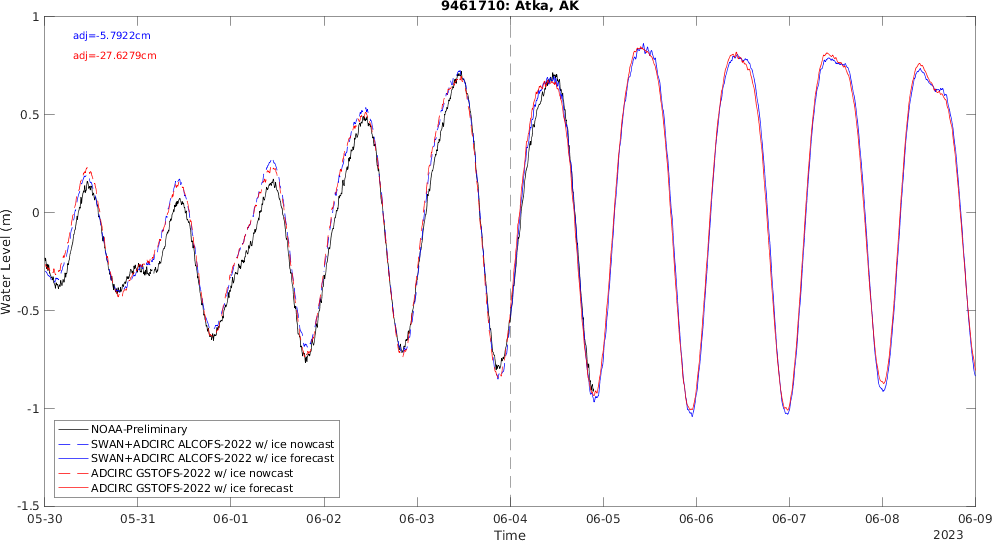 9461710: Atka, AK
adj=-5.7922cm
adj=-27.6279cm
1
0.5
0
-0.5
-1
-1.5
Water Level (m)
NOAA-Preliminary
SWAN+ADCIRC ALCOFS-2022 w/ ice nowcast
SWAN+ADCIRC ALCOFS-2022 w/ ice forecast
ADCIRC GSTOFS-2022 w/ ice nowcast
ADCIRC GSTOFS-2022 w/ ice forecast
05-30 05-31 06-01 06-02 06-03 06-04 06-05 06-06 06-07 06-08 06-09
Time
2023